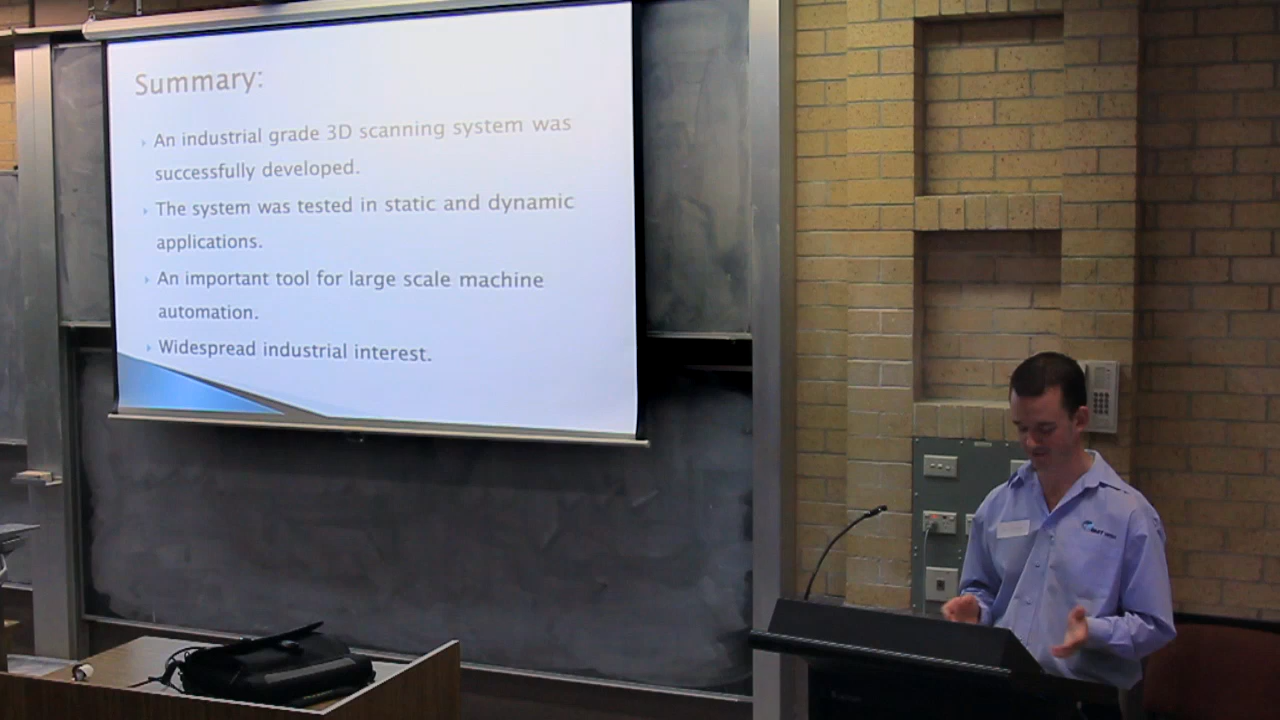 Summary:
An industrial grade 3D scanning system was
successfully developed.
The system was tested in static and dynamic
applications.
An important tool for large scale machine
automation.
Widespread industrial interest.